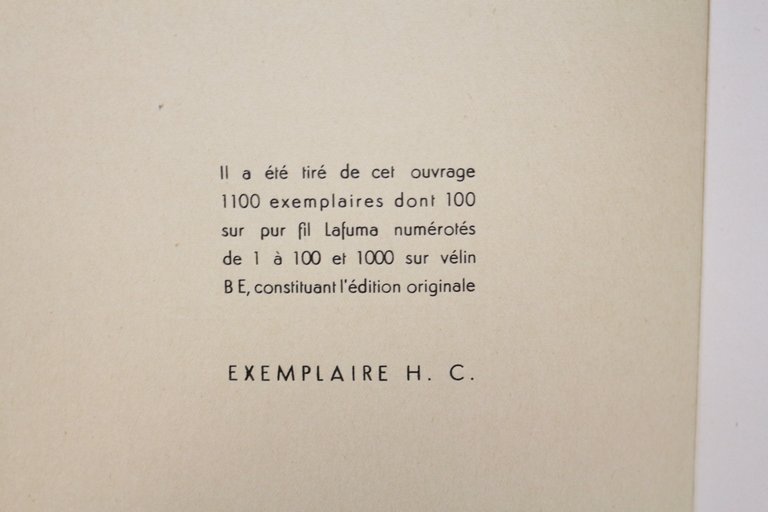 Il a été tiré de cet ouvrage
1100 exemplaires dont 100
sur pur fil Lafuma numérotés
de 1 à 100 et 1000 sur vélin
B E, constituant l'édition originale
EXEMPLAIRE H. C.